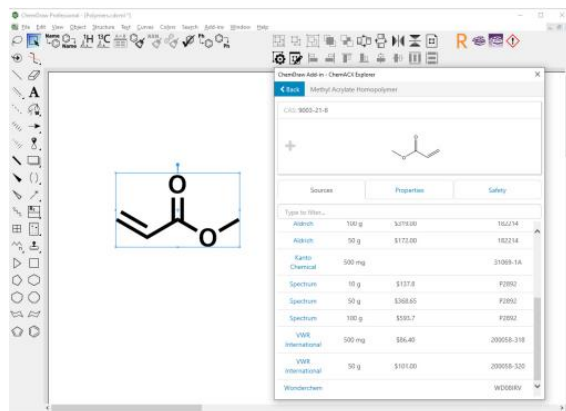 ChemDraw Professional - [Polymers.cdxml *]
File Edit View Object Structure Text Curves Colors Search Add-ins Window Help
ChemDraw Add-in - ChemACX Explorer
Back Methyl Acrylate Homopolymer
CAS: 9003-21-8
Sources Properties Safety
Type to filter...
Aldrich 100 g $319.00 182214
Aldrich 50 g $172.00 182214
Kanto Chemical 500 mg 31069-1A
Spectrum 10 g $137.8 P2892
Spectrum 50 g $368.65 P2892
Spectrum 100 g $595.7 P2892
VWR International 500 mg $86.40 200058-318
VWR International 50 g $101.00 200058-320
Wonderchem WD08IRV
O
O